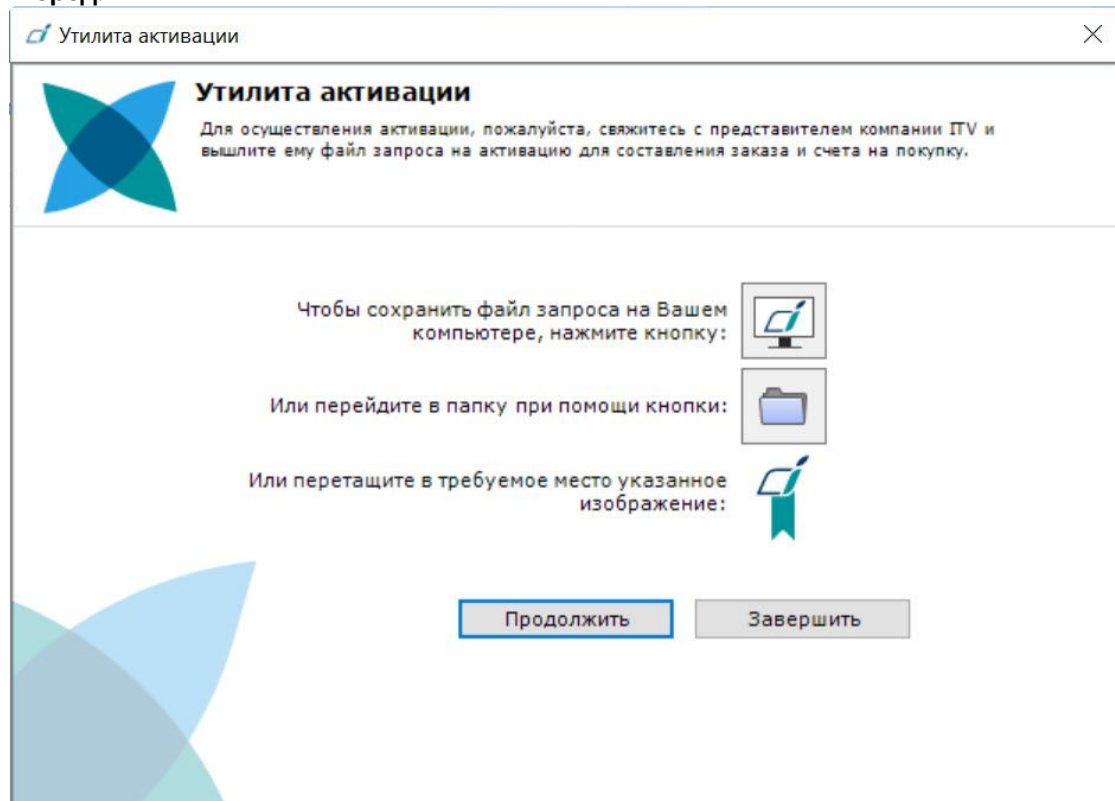 Утилита активации
Утилита активации
Для осуществления активации, пожалуйста, свяжитесь с представителем компании ITV и
вышлите ему файл запроса на активацию для составления заказа и счета на покупку.
Чтобы сохранить файл запроса на Вашем
компьютере, нажмите кнопку:
Или перейдите в папку при помощи кнопки:
Или перетащите в требуемое место указанное
изображение:
Продолжить
Завершить